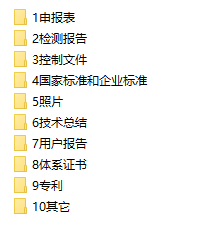 1申报表
2检测报告
3控制文件
4国家标准和企业标准
5照片
6技术总结
7用户报告
8体系证书
9专利
10其它